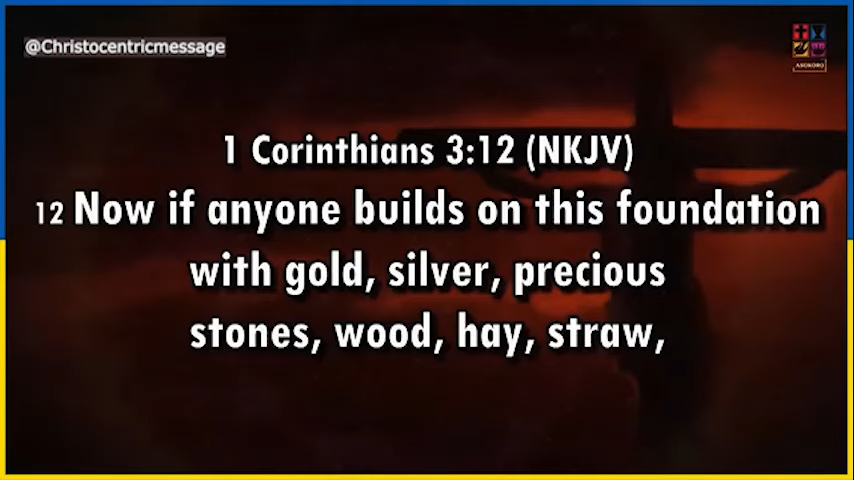 @Christocentricmessage
ASOKORO
1 Corinthians 3:12 (NKJV)
12 Now if anyone builds on this foundation
with gold, silver, precious
stones, wood, hay, straw,